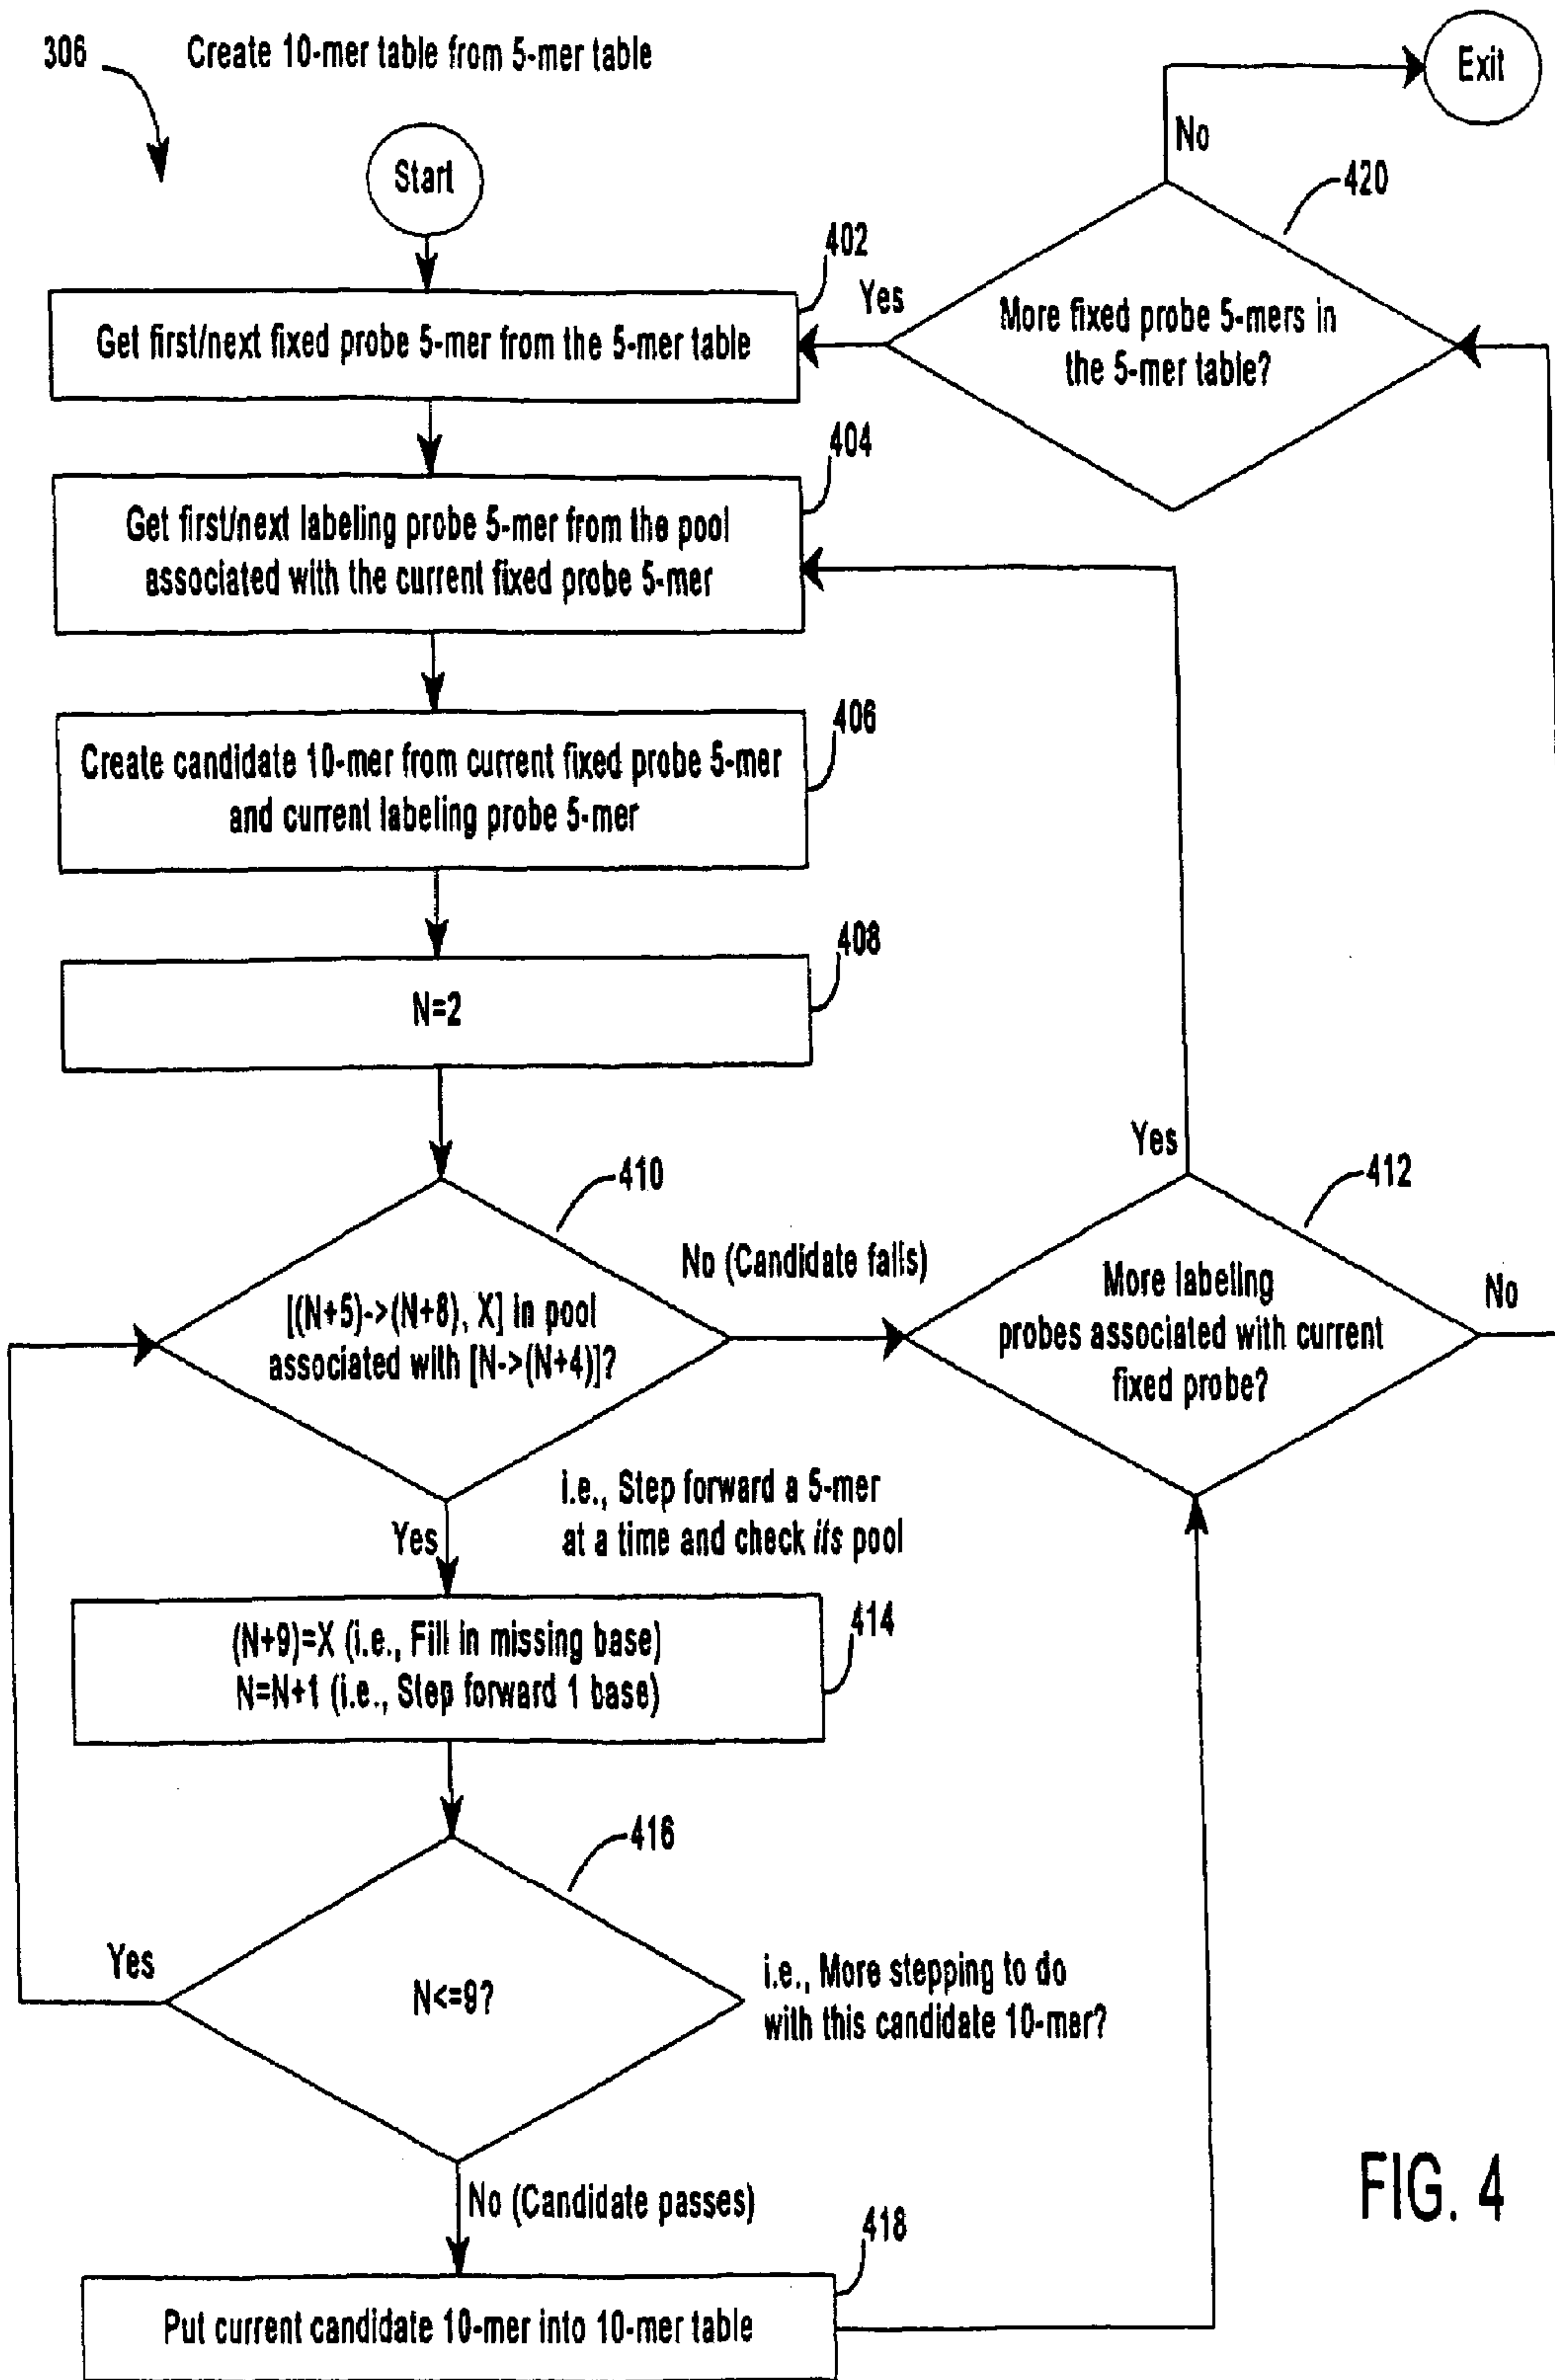 306
Create 10-mer table from 5-mer table
Exit
Start
No
420
402
Get first/next fixed probe 5-mer from the 5-mer table
Yes
More fixed probe 5-mers in
the 5-mer table?
404
Get first/next labeling probe 5-mer from the pool
associated with the current fixed probe 5-mer
406
Create candidate 10-mer from current fixed probe 5-mer
and current labeling probe 5-mer
408
N=2
410
[(N+5)->(N+8), X] in pool
associated with [N->(N+4)]?
No (Candidate fails)
Yes
412
More labeling
probes associated with current
fixed probe?
No
Yes
i.e., Step forward a 5-mer
at a time and check its pool
414
(N+9)=X (i.e., Fill in missing base)
N=N+1 (i.e., Step forward 1 base)
416
Yes
N<=9?
i.e., More stepping to do
with this candidate 10-mer?
No (Candidate passes)
418
Put current candidate 10-mer into 10-mer table
FIG. 4